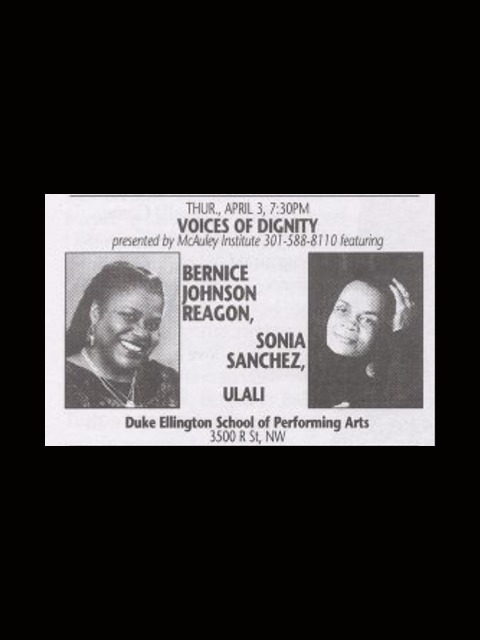 THUR., APRIL 3, 7:30PM
VOICES OF DIGNITY
presented by McAuley Institute 301-588-8110 featuring
BERNICE
JOHNSON
REAGON,
SONIA
SANCHEZ,
ULALI
Duke Ellington School of Performing Arts
3500 R St, NW